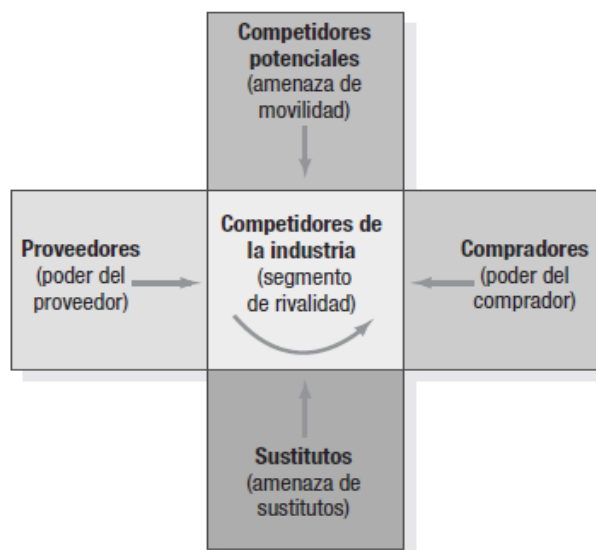 Competidores
potenciales
(amenaza de
movilidad)
Proveedores
(poder del
proveedor)
Competidores de
la industria
(segmento
de rivalidad)
Compradores
(poder del
comprador)
Sustitutos
(amenaza de
sustitutos)